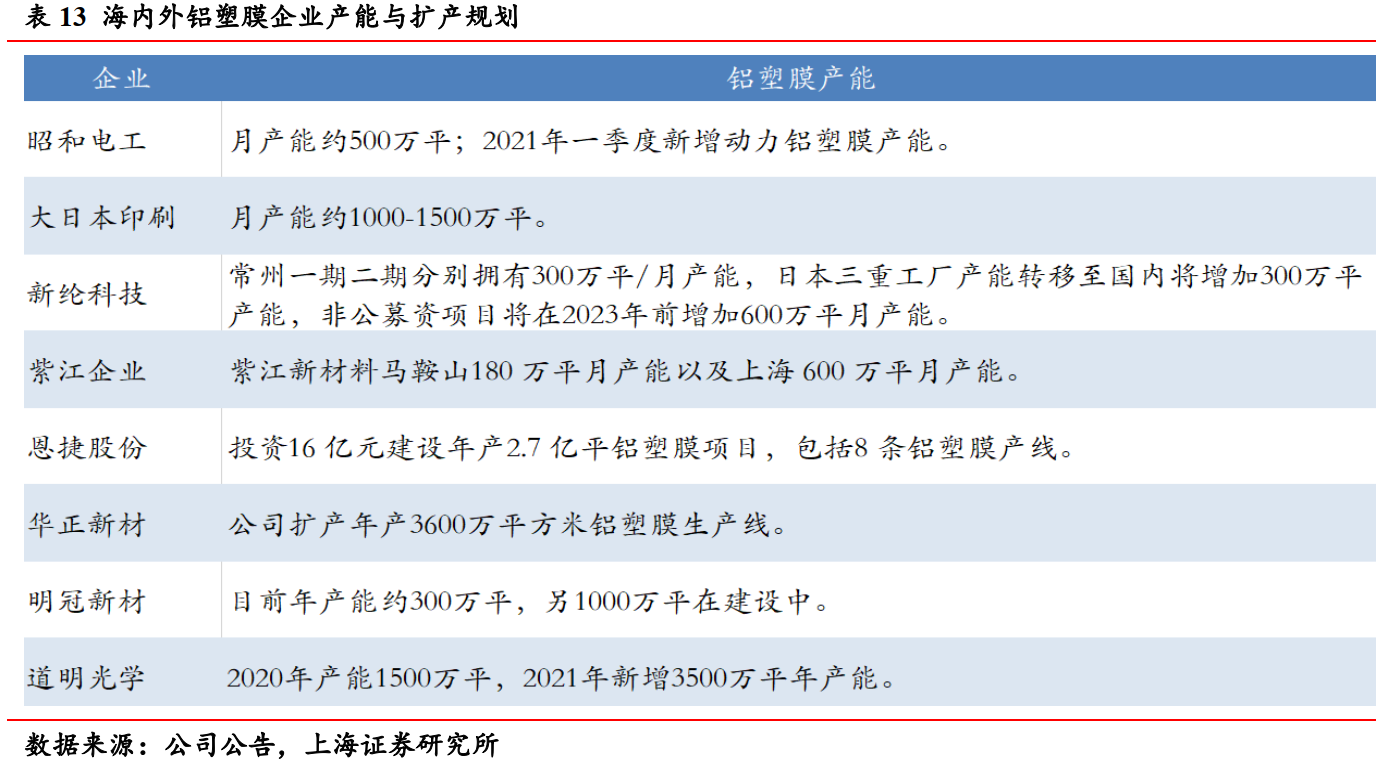 表 13 海内外铝塑膜企业产能与扩产规划
企业 铝塑膜产能
昭和电工 月产能约500万平；2021年一季度新增动力铝塑膜产能。
大日本印刷 月产能约1000-1500万平。
新纶科技 常州一期二期分别拥有300万平/月产能，日本三重工厂产能转移至国内将增加300万平
产能，非公募资项目将在2023年前增加600万平月产能。
紫江企业 紫江新材料马鞍山180 万平月产能以及上海 600 万平月产能。
恩捷股份 投资16 亿元建设年产2.7 亿平铝塑膜项目，包括8 条铝塑膜产线。
华正新材 公司扩产年产3600万平方米铝塑膜生产线。
明冠新材 目前年产能约300万平，另1000万平在建设中。
道明光学 2020年产能1500万平，2021年新增3500万平年产能。
数据来源：公司公告，上海证券研究所